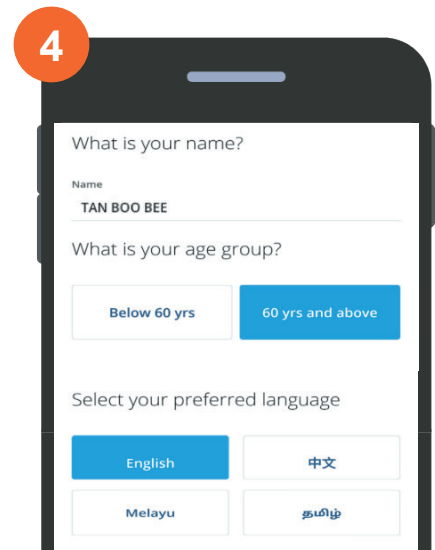 4
What is your name?
Name
TAN BOO BEE
What is your age group?
Below 60 yrs 60 yrs and above
Select your preferred language
English 中文
Melayu தமிழ்